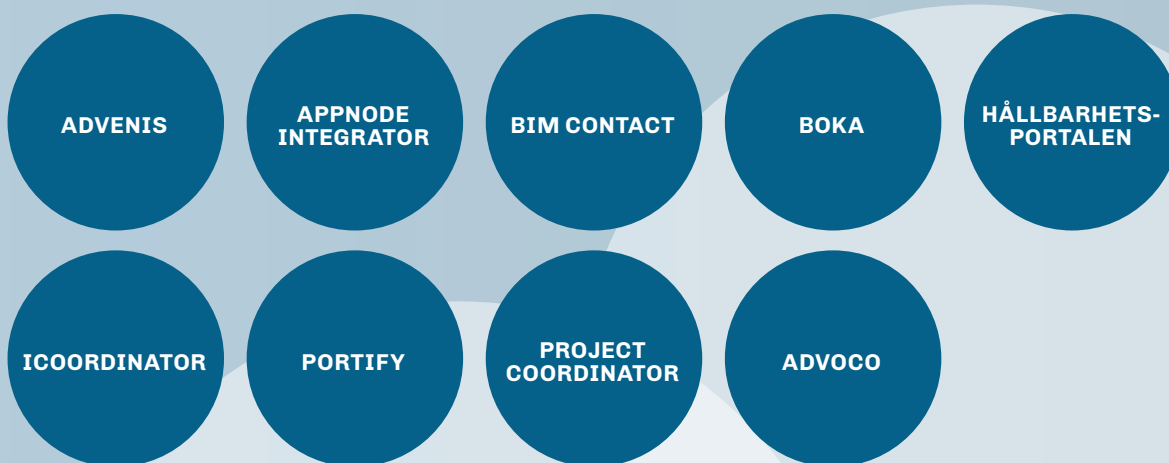 ADVENIS
APPNODE
INTEGRATOR
BIM CONTACT
BOKA
HÅLLBARHETS-
PORTALEN
ICOORDINATOR
PORTIFY
PROJECT
COORDINATOR
ADVOCO